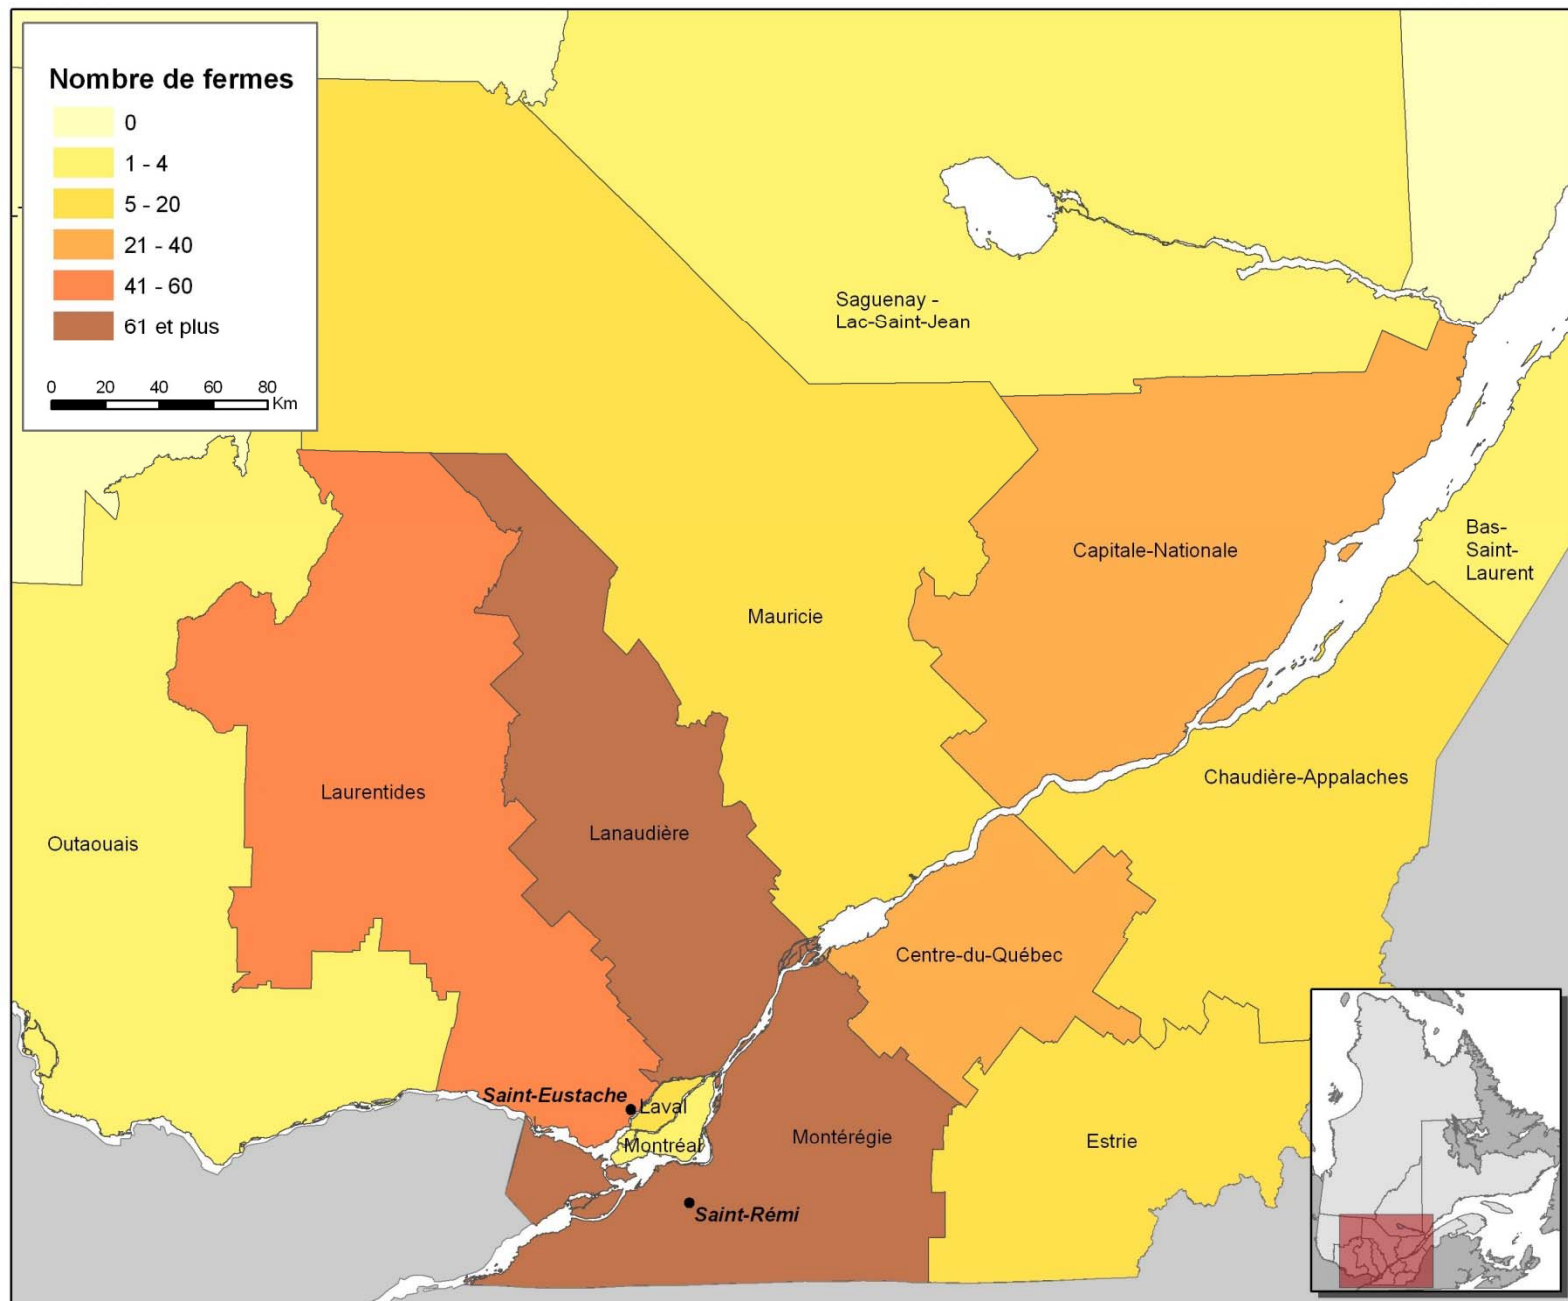 Nombre de fermes
0
1 - 4
5 - 20
21 - 40
41 - 60
61 et plus
0 20 40 60 80
Km
Saguenay -
Lac-Saint-Jean
Bas-
Saint-
Laurent
Capitale-Nationale
Mauricie
Chaudière-Appalaches
Laurentides
Lanaudière
Outaouais
Centre-du-Québec
Saint-Eustache
Laval
Montréal
Montérégie
Estrie
Saint-Rémi